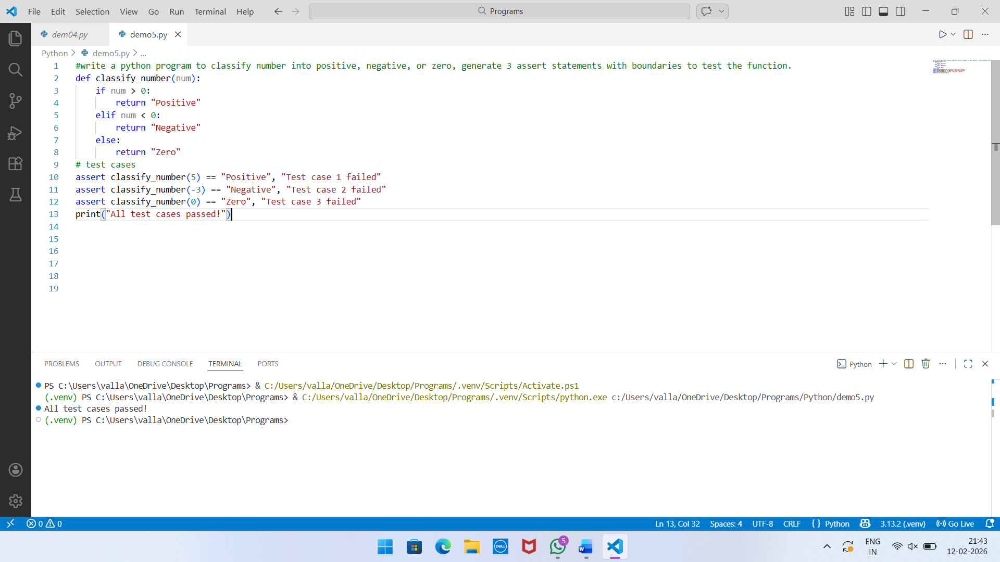 File Edit Selection View Go Run Terminal Help
Programs
dem04.py
demo5.py
Python > demo5.py > ...
1 #write a python program to classify number into positive, negative, or zero, generate 3 assert statements with boundaries to test the function.
2 def classify_number(num):
3 if num > 0:
4 return "Positive"
5 elif num < 0:
6 return "Negative"
7 else:
8 return "Zero"
9 # test cases
10 assert classify_number(5) == "Positive", "Test case 1 failed"
11 assert classify_number(-3) == "Negative", "Test case 2 failed"
12 assert classify_number(0) == "Zero", "Test case 3 failed"
13 print("All test cases passed!")
14
15
16
17
18
19
PROBLEMS OUTPUT DEBUG CONSOLE TERMINAL PORTS
Python
PS C:\Users\valla\OneDrive\Desktop\Programs> & C:/Users/valla/OneDrive/Desktop/Programs/.venv/Scripts/Activate.ps1
(.venv) PS C:\Users\valla\OneDrive\Desktop\Programs> & C:/Users/valla/OneDrive/Desktop/Programs/.venv/Scripts/python.exe c:/Users/valla/OneDrive/Desktop/Programs/Python/demo5.py
All test cases passed!
(.venv) PS C:\Users\valla\OneDrive\Desktop\Programs>
0 0
Ln 13, Col 32 Spaces: 4 UTF-8 CRLF { } Python 3.13.2 (.venv) Go Live
DELL
5
W
ENG
IN
21:43
12-02-2026